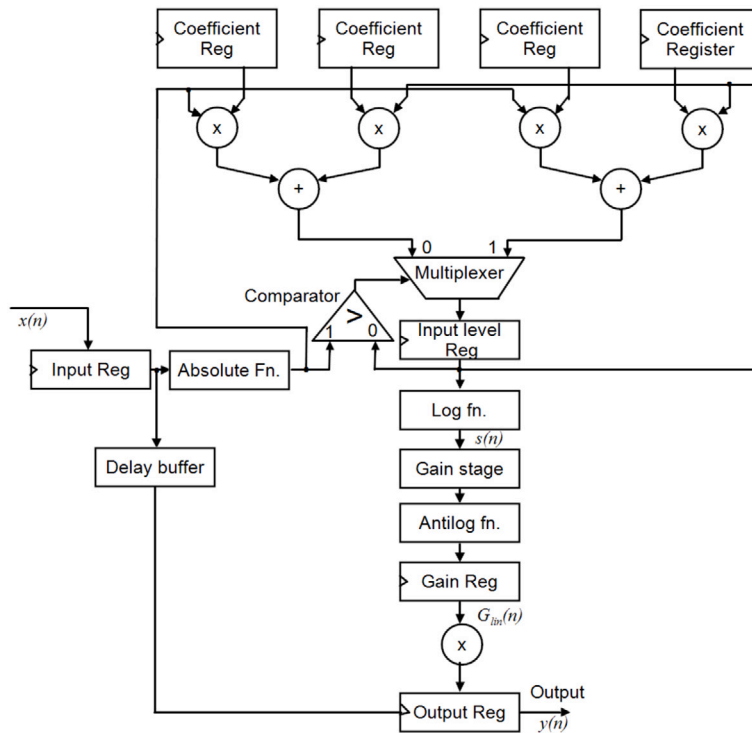 Coefficient
Reg
Coefficient
Reg
Coefficient
Reg
Coefficient
Register
x
x
x
x
+
+
0
1
Multiplexer
Comparator
>
1
0
Input level
Reg
x(n)
Input Reg
Absolute Fn.
Log fn.
s(n)
Delay buffer
Gain stage
Antilog fn.
Gain Reg
Glin(n)
x
Output Reg
Output
y(n)